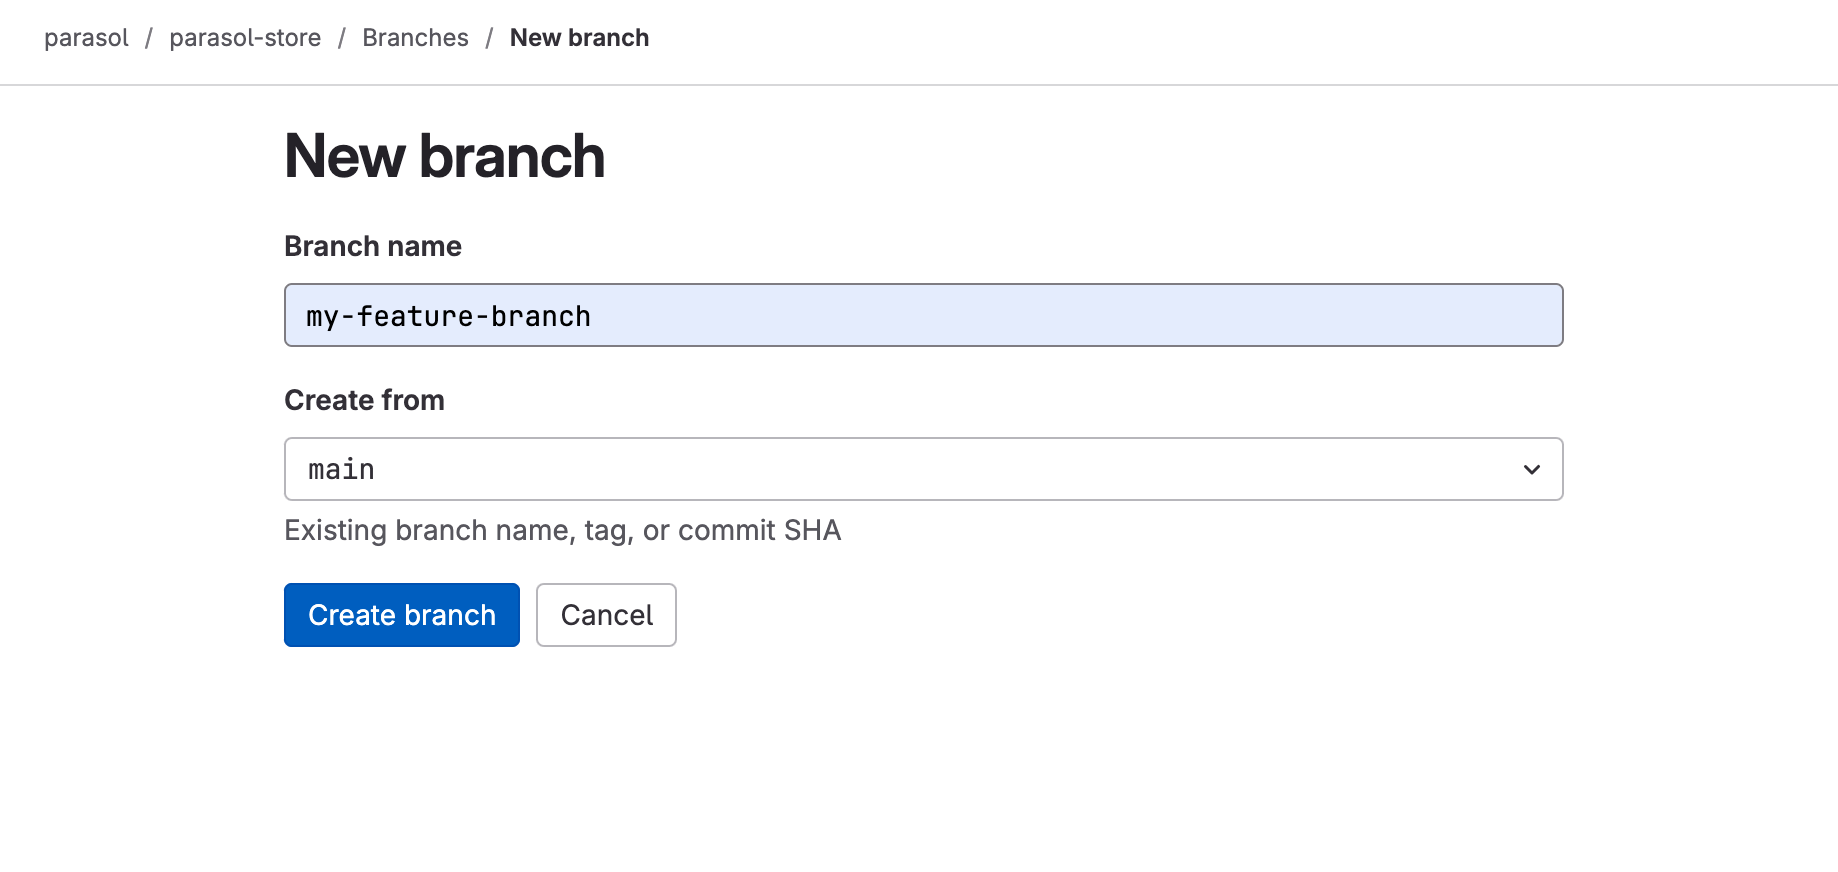 parasol / parasol-store / Branches / New branch
New branch
Branch name
my-feature-branch
Create from
main
Existing branch name, tag, or commit SHA
Create branch Cancel